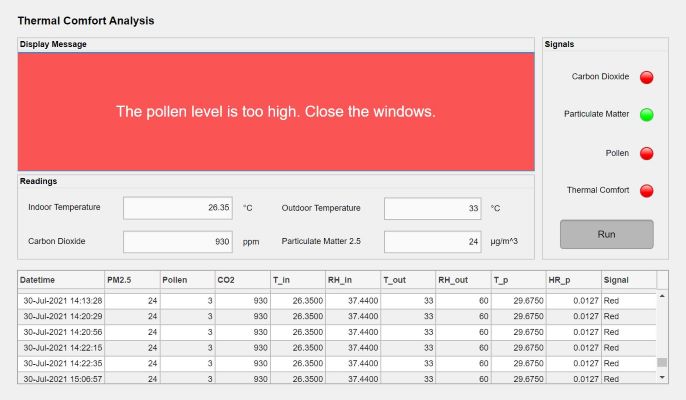 Thermal Comfort Analysis
Display Message
The pollen level is too high. Close the windows.
Signals
Carbon Dioxide
Particulate Matter
Pollen
Thermal Comfort
Run
Readings
Indoor Temperature 26.35 °C Outdoor Temperature 33 °C
Carbon Dioxide 930 ppm Particulate Matter 2.5 24 µg/m^3
Datetime PM2.5 Pollen CO2 T_in RH_in T_out RH_out T_p HR_p Signal
30-Jul-2021 14:13:28 24 3 930 26.3500 37.4400 33 60 29.6750 0.0127 Red
30-Jul-2021 14:20:29 24 3 930 26.3500 37.4400 33 60 29.6750 0.0127 Red
30-Jul-2021 14:20:56 24 3 930 26.3500 37.4400 33 60 29.6750 0.0127 Red
30-Jul-2021 14:22:15 24 3 930 26.3500 37.4400 33 60 29.6750 0.0127 Red
30-Jul-2021 14:22:35 24 3 930 26.3500 37.4400 33 60 29.6750 0.0127 Red
30-Jul-2021 15:06:57 24 3 930 26.3500 37.4400 33 60 29.6750 0.0127 Red